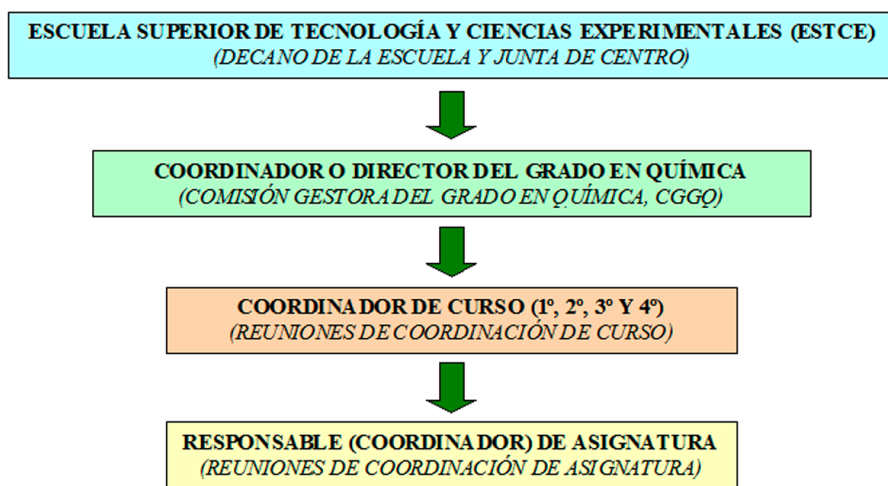 ESCUELA SUPERIOR DE TECNOLOGÍA Y CIENCIAS EXPERIMENTALES (ESTCE)
(DECANO DE LA ESCUELA Y JUNTA DE CENTRO)
COORDINADOR O DIRECTOR DEL GRADO EN QUÍMICA
(COMISIÓN GESTORA DEL GRADO EN QUÍMICA, CGGQ)
COORDINADOR DE CURSO (1º, 2º, 3º Y 4º)
(REUNIONES DE COORDINACIÓN DE CURSO)
RESPONSABLE (COORDINADOR) DE ASIGNATURA
(REUNIONES DE COORDINACIÓN DE ASIGNATURA)